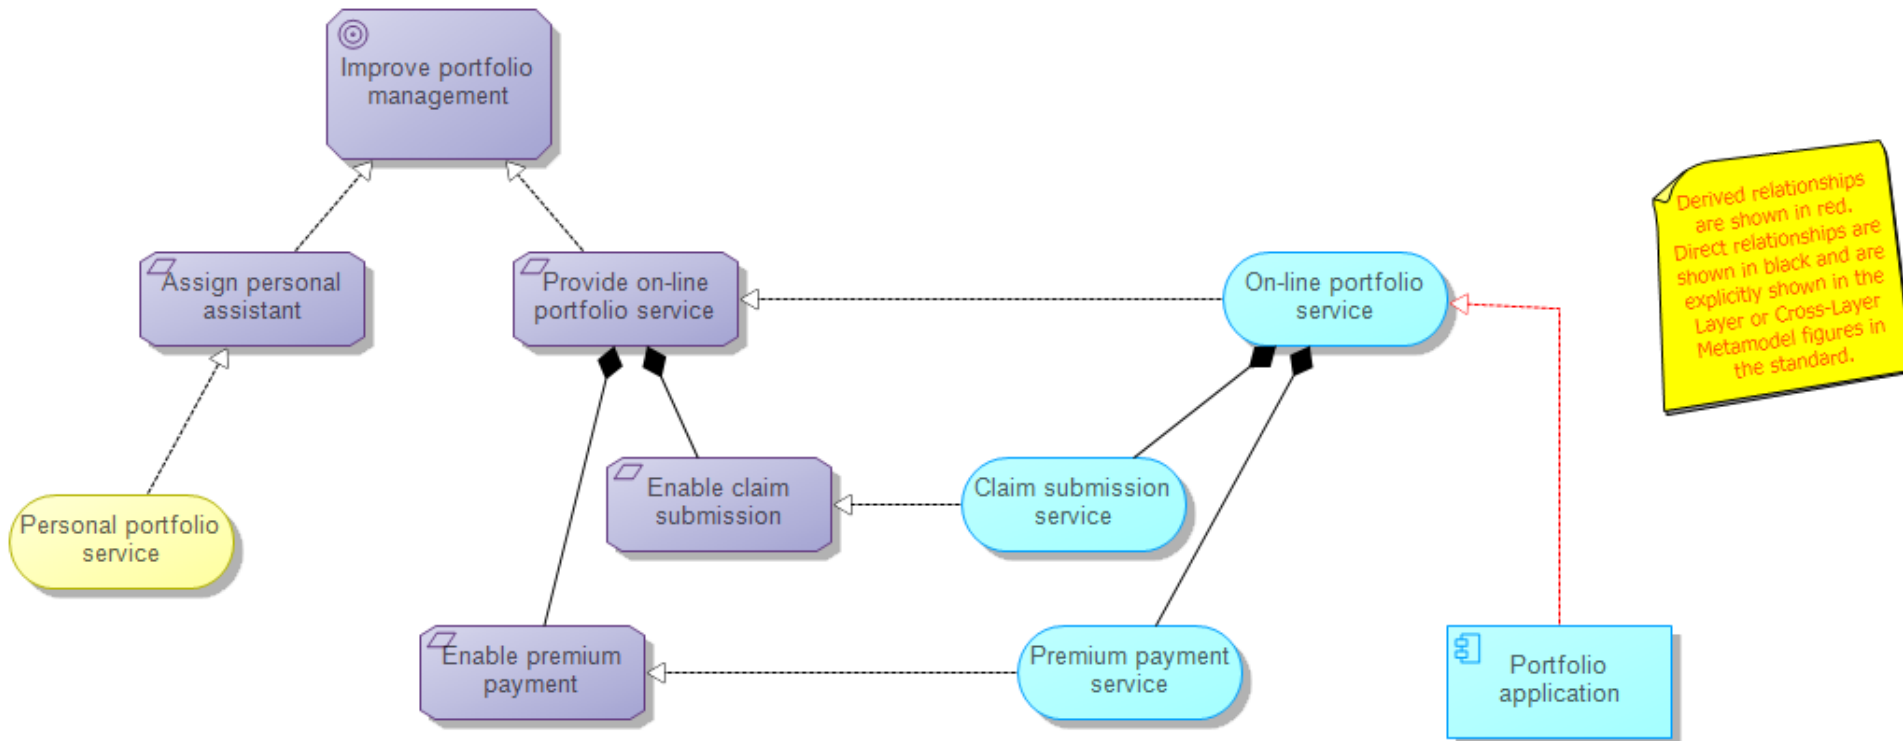 Improve portfolio
management
Derived relationships
are shown in red.
Direct relationships are
shown in black and are
explicitly shown in the
Layer or Cross-Layer
Metamodel figures in
the standard.
Assign personal
assistant
Provide on-line
portfolio service
On-line portfolio
service
Personal portfolio
service
Enable claim
submission
Claim submission
service
Enable premium
payment
Premium payment
service
Portfolio
application